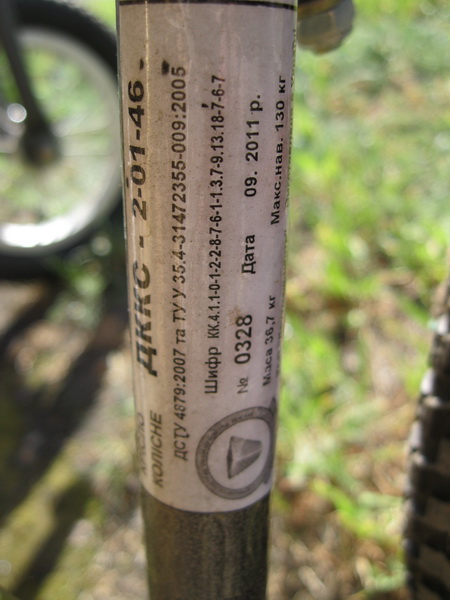 КРІСЛО
КОЛІСНЕ ДККС - 2-01-46
ДСТУ 4879:2007 та ТУ У 35.4-31472355-009:2005
Шифр КК.4.1.1-0-1-2-2-8-7-6-1-1.3.7-9.13.18-7-6-7
№ 0328 Дата 09. 2011 р.
Маса 38,7 кг Макс.нав. 130 кг